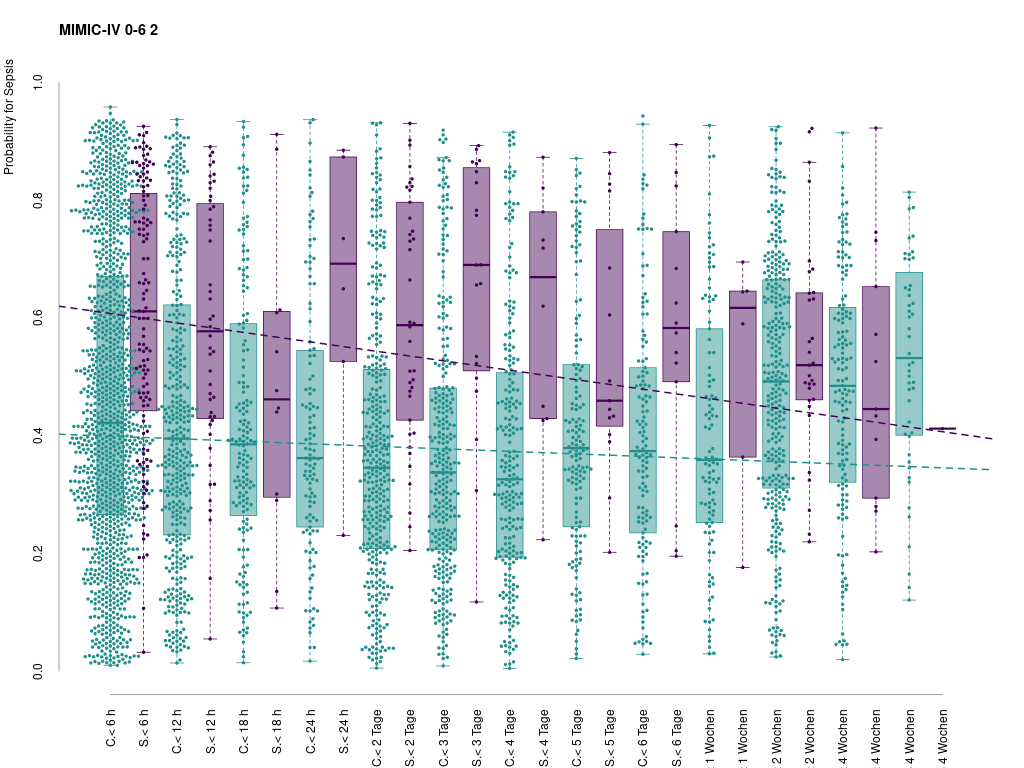 MIMIC-IV 0-6 2
Probability for Sepsis
1.0
0.8
0.6
0.4
0.2
0.0
C.< 6 h
S.< 6 h
C.< 12 h
S.< 12 h
C.< 18 h
S.< 18 h
C.< 24 h
S.< 24 h
C.< 2 Tage
S.< 2 Tage
C.< 3 Tage
S.< 3 Tage
C.< 4 Tage
S.< 4 Tage
C.< 5 Tage
S.< 5 Tage
C.< 6 Tage
S.< 6 Tage
1 Wochen
1 Wochen
2 Wochen
2 Wochen
4 Wochen
4 Wochen
4 Wochen
4 Wochen